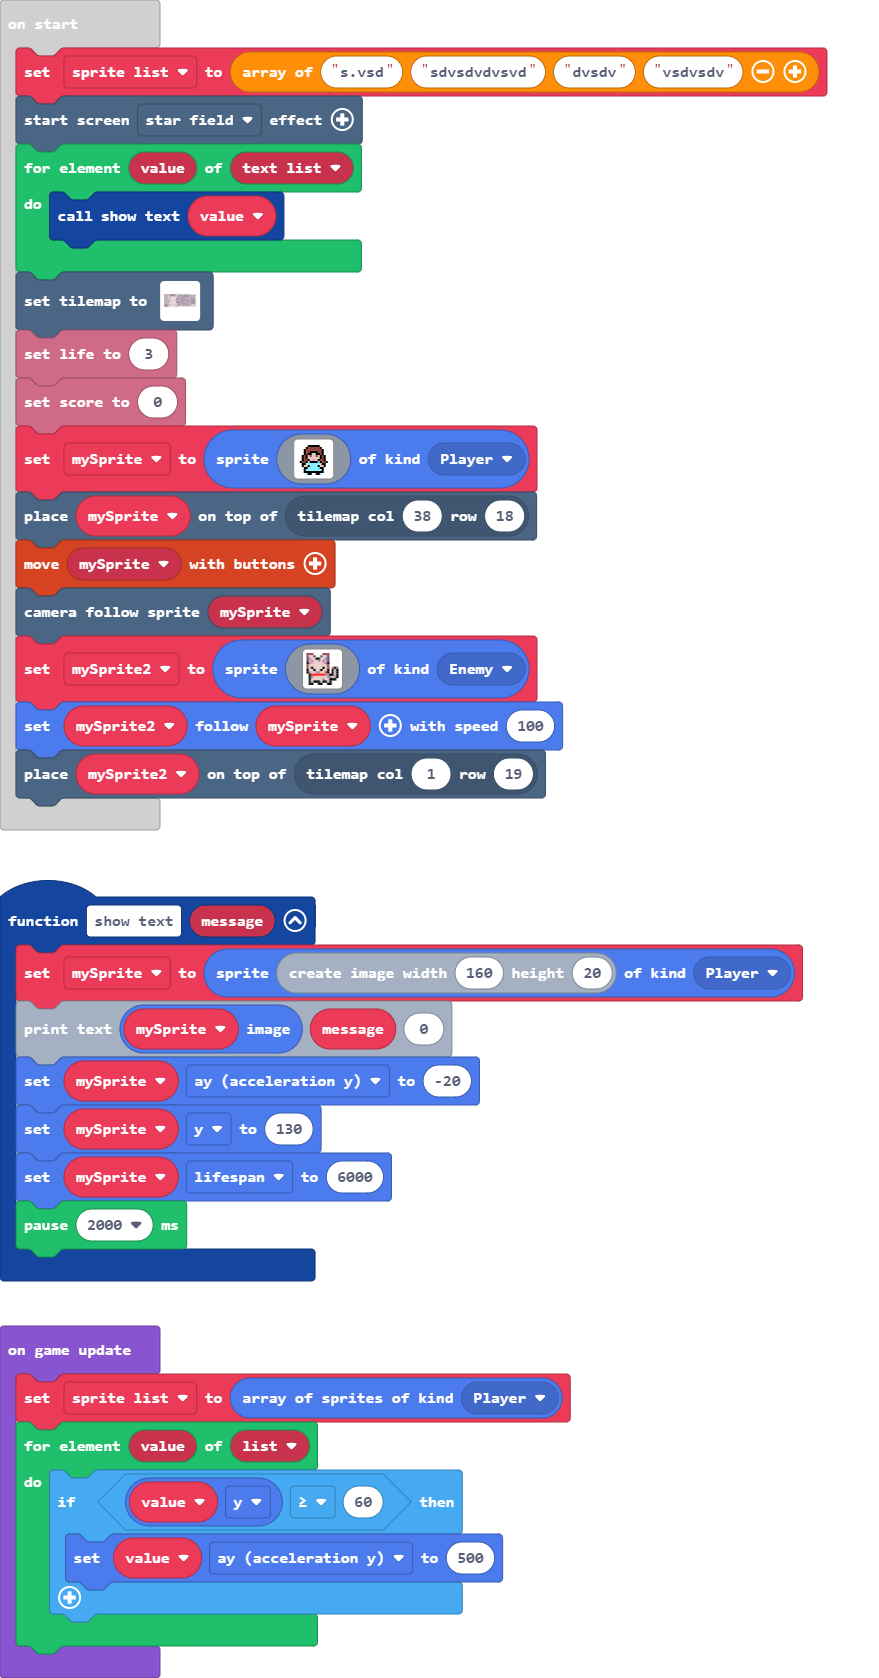 on start
set sprite list to array of "s.vsd" "sdvsdvdvsvd" "dvsdv" "vsdvsdv"
start screen star field effect
for element value of text list
do
call show text value
set tilemap to
set life to 3
set score to 0
set mySprite to sprite of kind Player
place mySprite on top of tilemap col 38 row 18
move mySprite with buttons
camera follow sprite mySprite
set mySprite2 to sprite of kind Enemy
set mySprite2 follow mySprite with speed 100
place mySprite2 on top of tilemap col 1 row 19
function show text message
set mySprite to sprite create image width 160 height 20 of kind Player
print text mySprite image message 0
set mySprite ay (acceleration y) to -20
set mySprite y to 130
set mySprite lifespan to 6000
pause 2000 ms
on game update
set sprite list to array of sprites of kind Player
for element value of list
do
if value y ≥ 60 then
set value ay (acceleration y) to 500